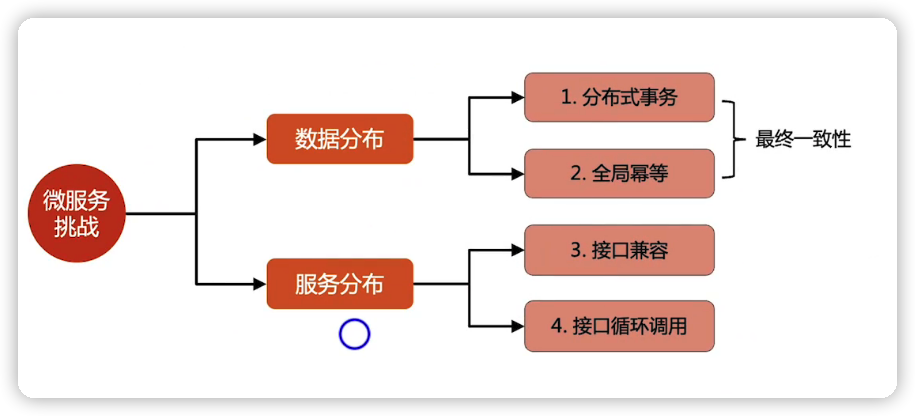 微服务
挑战
数据分布
1. 分布式事务
2. 全局幂等
最终一致性
服务分布
3. 接口兼容
4. 接口循环调用